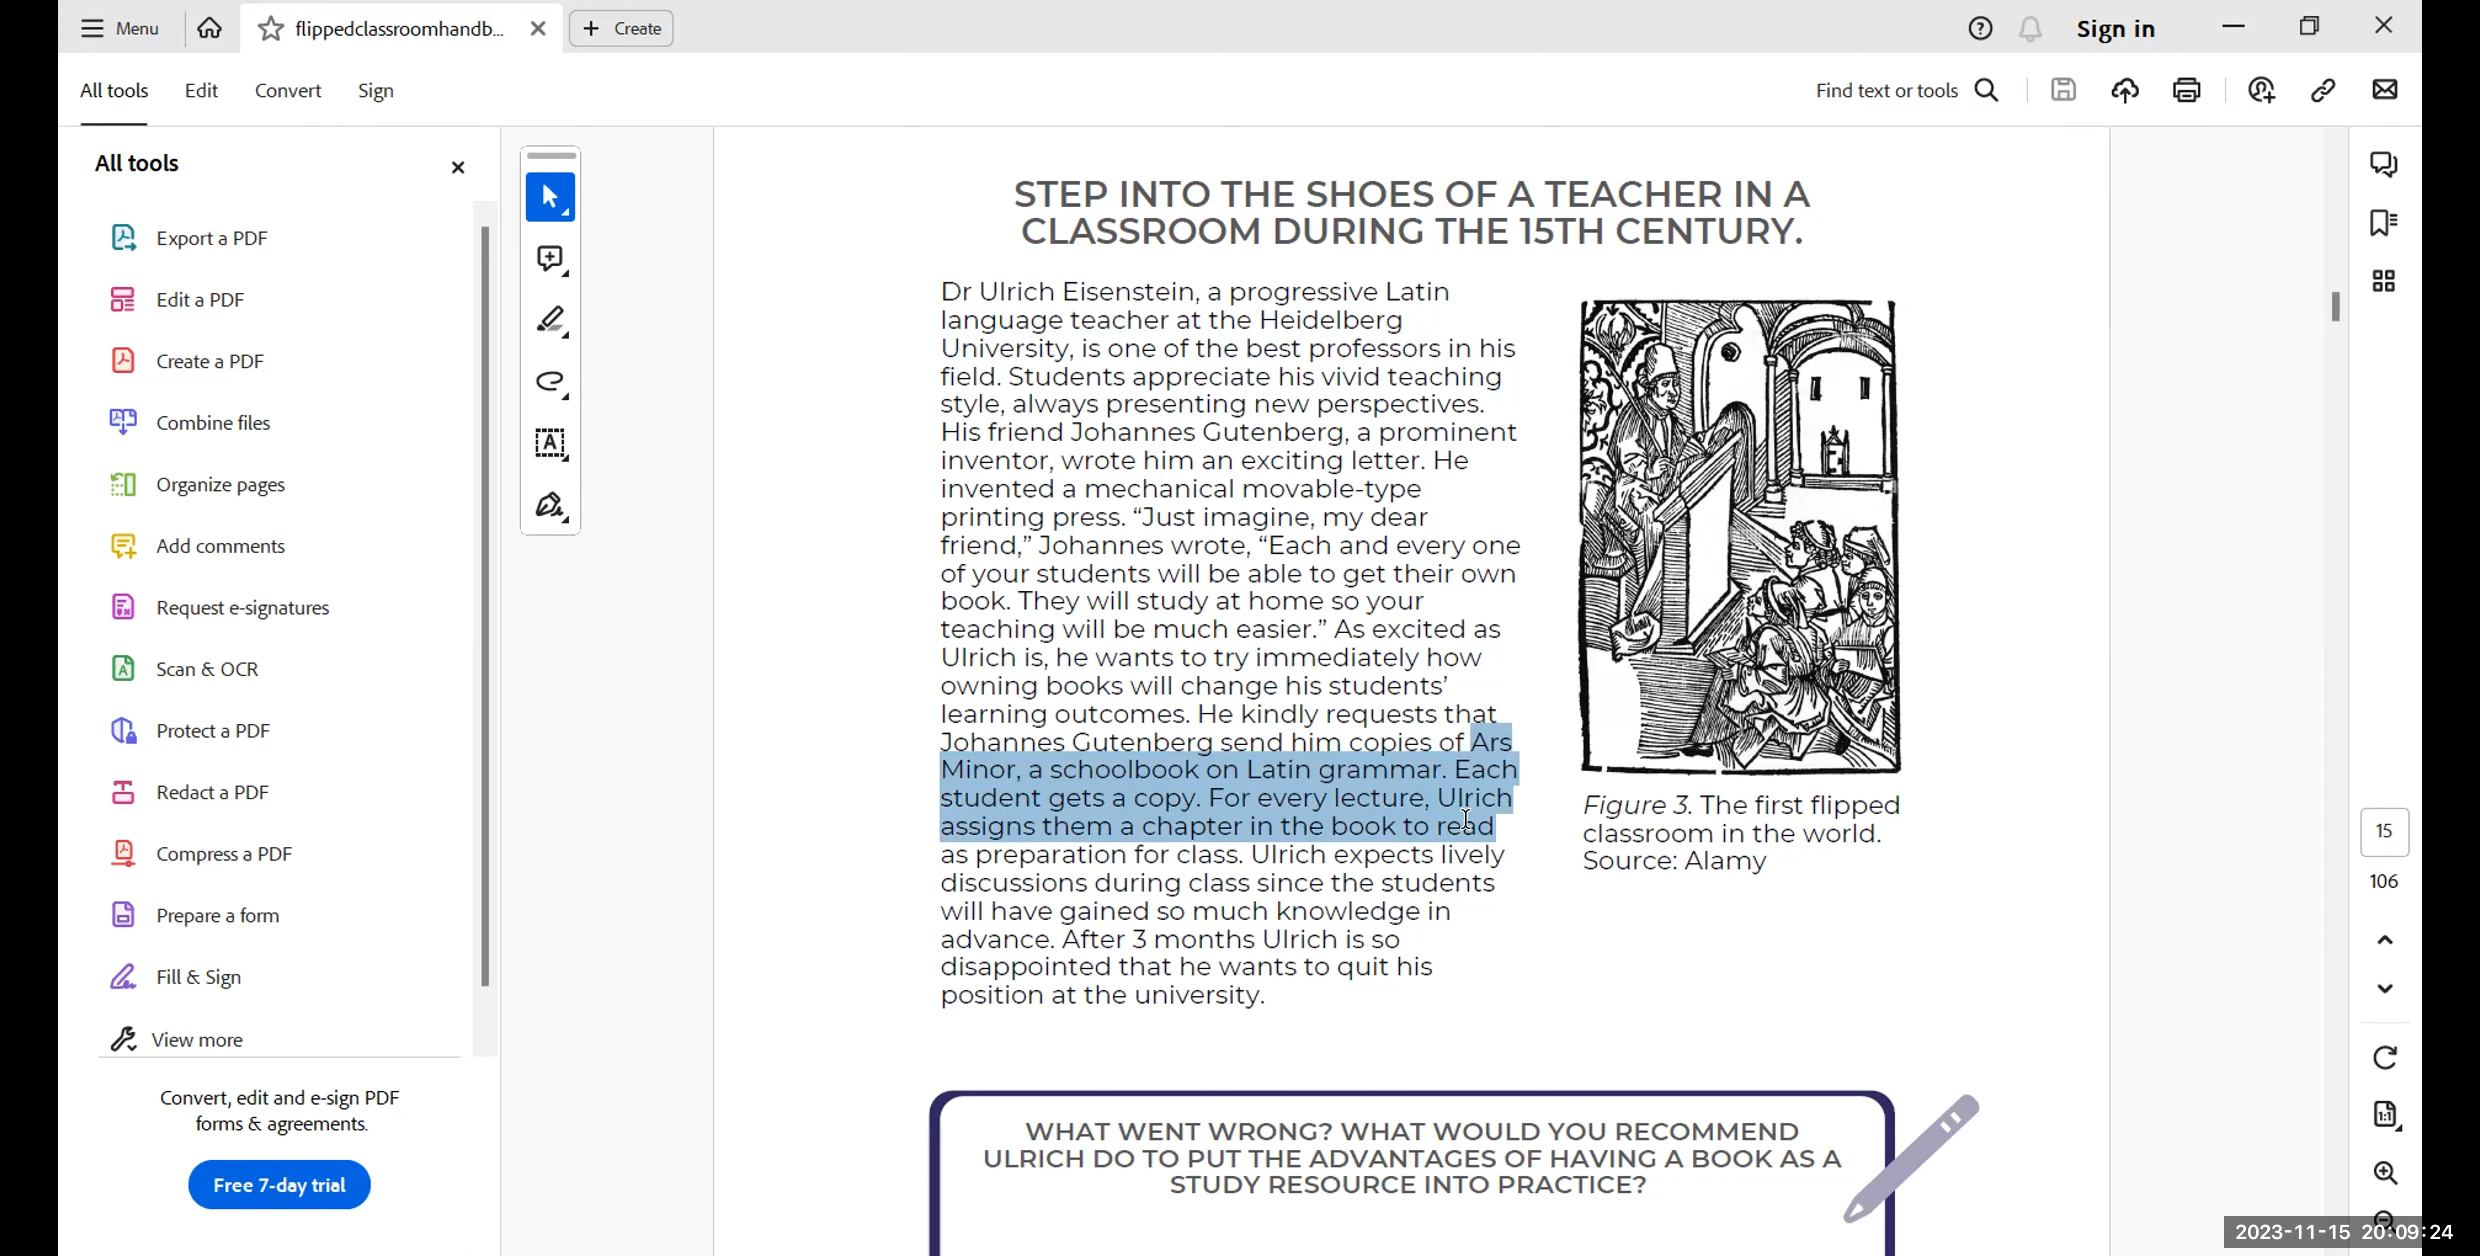 Menu
flippedclassroomhandb...
Create
Sign in
All tools
Edit
Convert
Sign
Find text or tools
All tools
Export a PDF
Edit a PDF
Create a PDF
Combine files
Organize pages
Add comments
Request e-signatures
Scan & OCR
Protect a PDF
Redact a PDF
Compress a PDF
Prepare a form
Fill & Sign
View more
Convert, edit and e-sign PDF
forms & agreements.
Free 7-day trial
STEP INTO THE SHOES OF A TEACHER IN A
CLASSROOM DURING THE 15TH CENTURY.
Dr Ulrich Eisenstein, a progressive Latin
language teacher at the Heidelberg
University, is one of the best professors in his
field. Students appreciate his vivid teaching
style, always presenting new perspectives.
His friend Johannes Gutenberg, a prominent
inventor, wrote him an exciting letter. He
invented a mechanical movable-type
printing press. “Just imagine, my dear
friend,” Johannes wrote, “Each and every one
of your students will be able to get their own
book. They will study at home so your
teaching will be much easier.” As excited as
Ulrich is, he wants to try immediately how
owning books will change his students’
learning outcomes. He kindly requests that
Johannes Gutenberg send him copies of Ars
Minor, a schoolbook on Latin grammar. Each
student gets a copy. For every lecture, Ulrich
assigns them a chapter in the book to read
as preparation for class. Ulrich expects lively
discussions during class since the students
will have gained so much knowledge in
advance. After 3 months Ulrich is so
disappointed that he wants to quit his
position at the university.
Figure 3. The first flipped
classroom in the world.
Source: Alamy
WHAT WENT WRONG? WHAT WOULD YOU RECOMMEND
ULRICH DO TO PUT THE ADVANTAGES OF HAVING A BOOK AS A
STUDY RESOURCE INTO PRACTICE?
15
106
2023-11-15 20:09:24